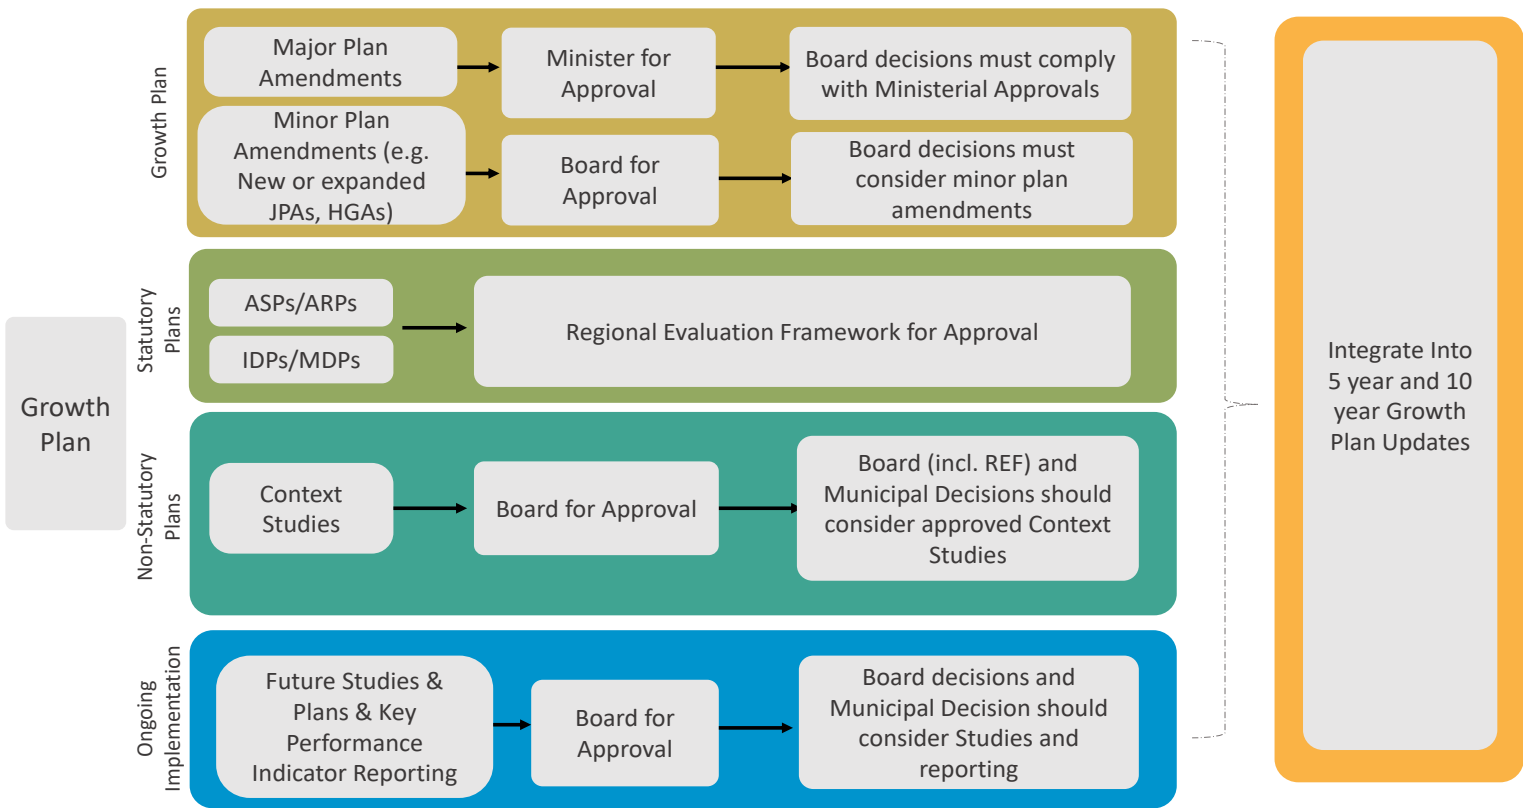 Growth
Plan
Growth Plan
Major Plan
Amendments
Minister for
Approval
Board decisions must comply
with Ministerial Approvals
Minor Plan
Amendments (e.g.
New or expanded
JPAs, HGAs)
Board for
Approval
Board decisions must
consider minor plan
amendments
Statutory
Plans
ASPs/ARPs
IDPs/MDPs
Regional Evaluation Framework for Approval
Non-Statutory
Plans
Context
Studies
Board for Approval
Board (incl. REF) and
Municipal Decisions should
consider approved Context
Studies
Ongoing
Implementation
Future Studies &
Plans & Key
Performance
Indicator Reporting
Board for
Approval
Board decisions and
Municipal Decision should
consider Studies and
reporting
Integrate Into
5 year and 10
year Growth
Plan Updates